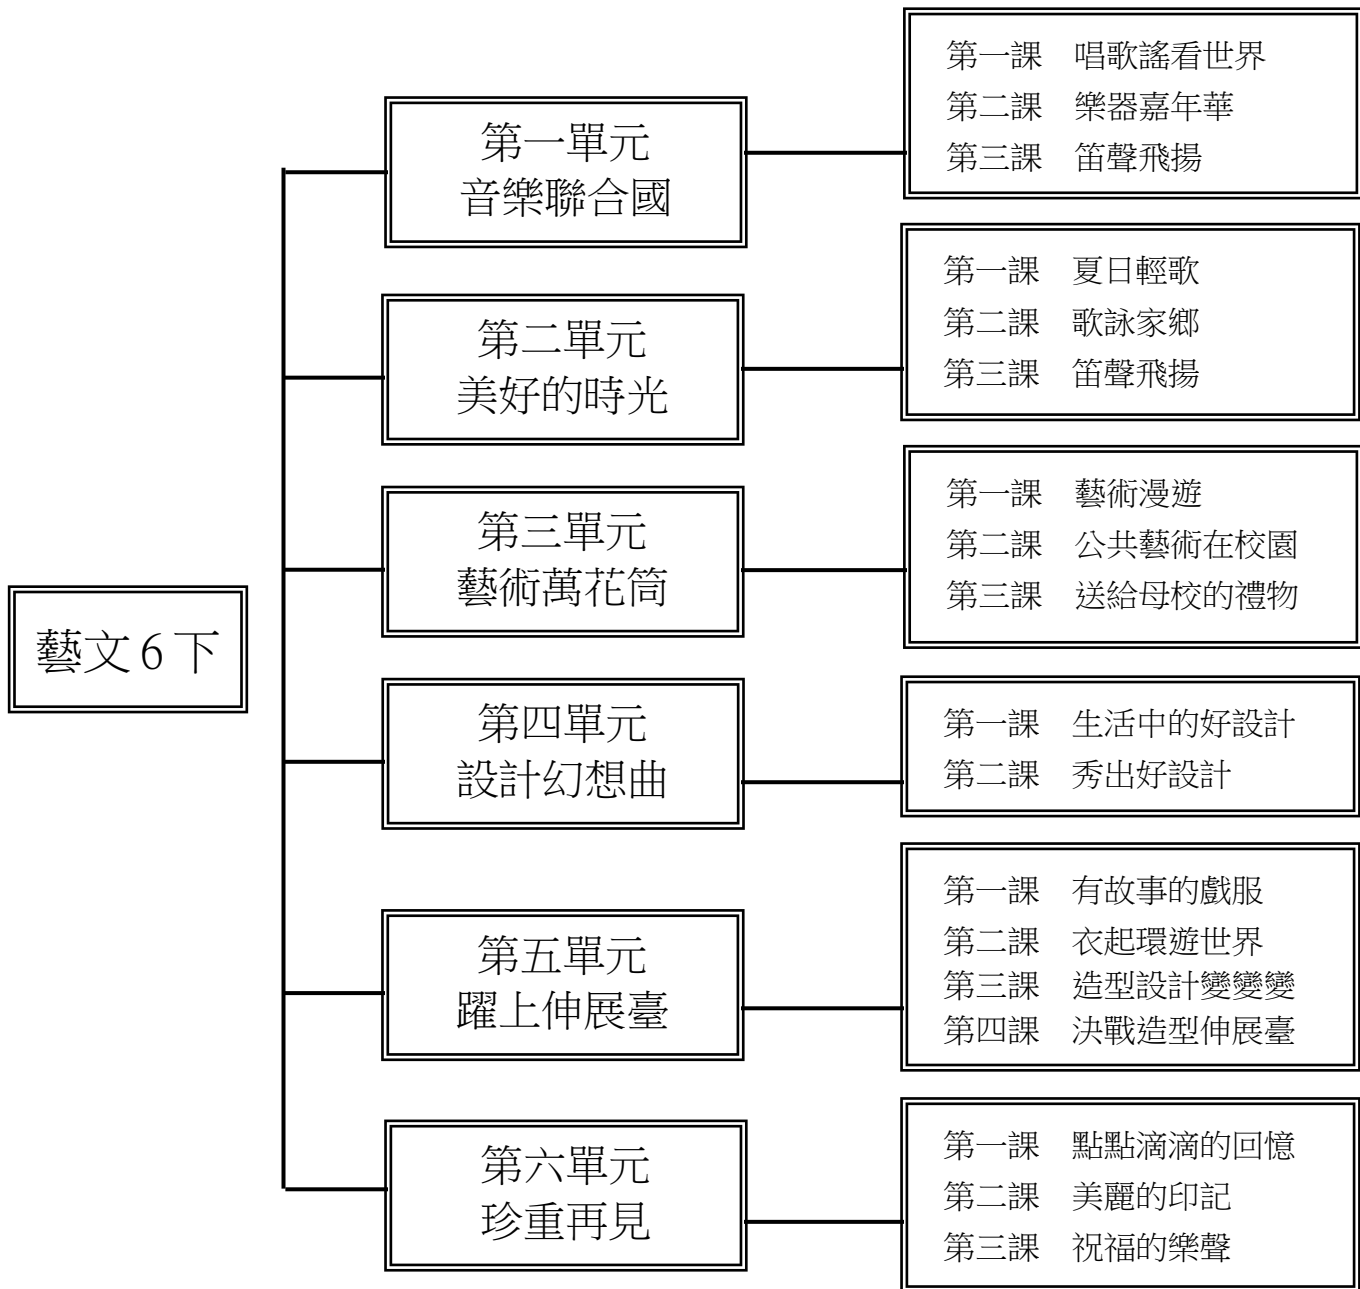 藝文6下
第一單元
音樂聯合國
第一課　唱歌謠看世界
第二課　樂器嘉年華
第三課　笛聲飛揚
第二單元
美好的時光
第一課　夏日輕歌
第二課　歌詠家鄉
第三課　笛聲飛揚
第三單元
藝術萬花筒
第一課　藝術漫遊
第二課　公共藝術在校園
第三課　送給母校的禮物
第四單元
設計幻想曲
第一課　生活中的好設計
第二課　秀出好設計
第五單元
躍上伸展臺
第一課　有故事的戲服
第二課　衣起環遊世界
第三課　造型設計變變變
第四課　決戰造型伸展臺
第六單元
珍重再見
第一課　點點滴滴的回憶
第二課　美麗的印記
第三課　祝福的樂聲